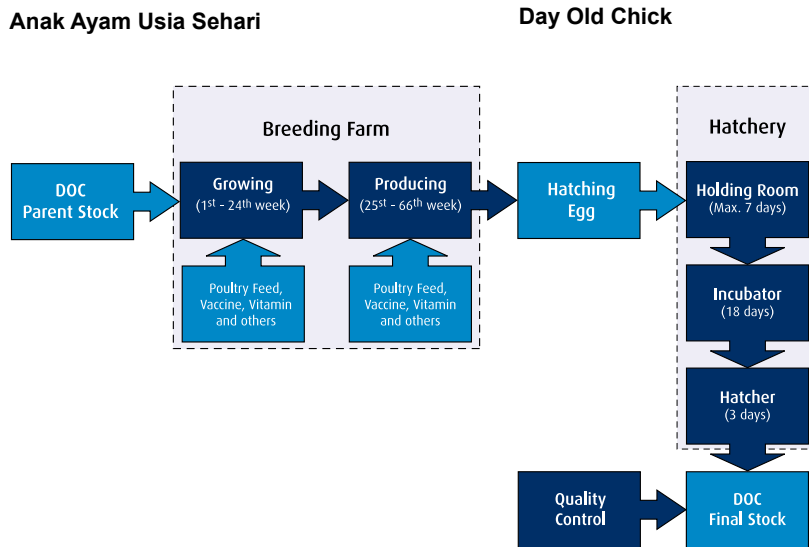 Anak Ayam Usia Sehari
Day Old Chick
Breeding Farm
Hatchery
DOC
Parent Stock
Growing
(1st - 24th week)
Producing
(25st - 66th week)
Hatching
Egg
Holding Room
(Max. 7 days)
Poultry Feed,
Vaccine, Vitamin
and others
Poultry Feed,
Vaccine, Vitamin
and others
Incubator
(18 days)
Hatcher
(3 days)
Quality
Control
DOC
Final Stock